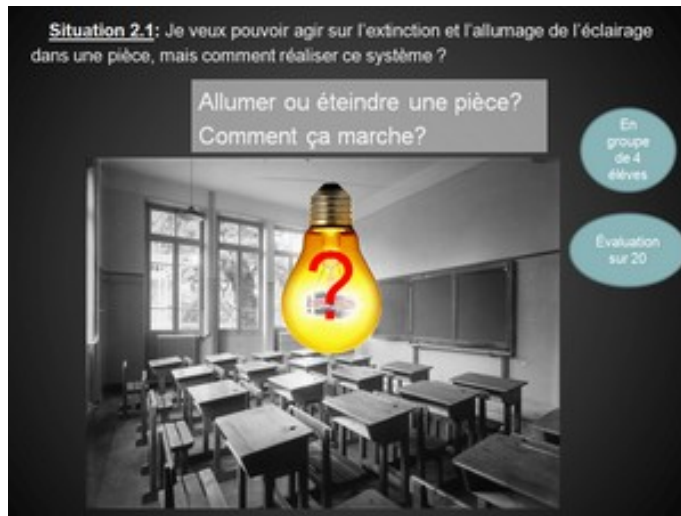 Situation 2.1: Je veux pouvoir agir sur l'extinction et l'allumage de l'éclairage
dans une pièce, mais comment réaliser ce système ?
Allumer ou éteindre une pièce?
Comment ça marche?
En
groupe
de 4
élèves
Évaluation
sur 20
?